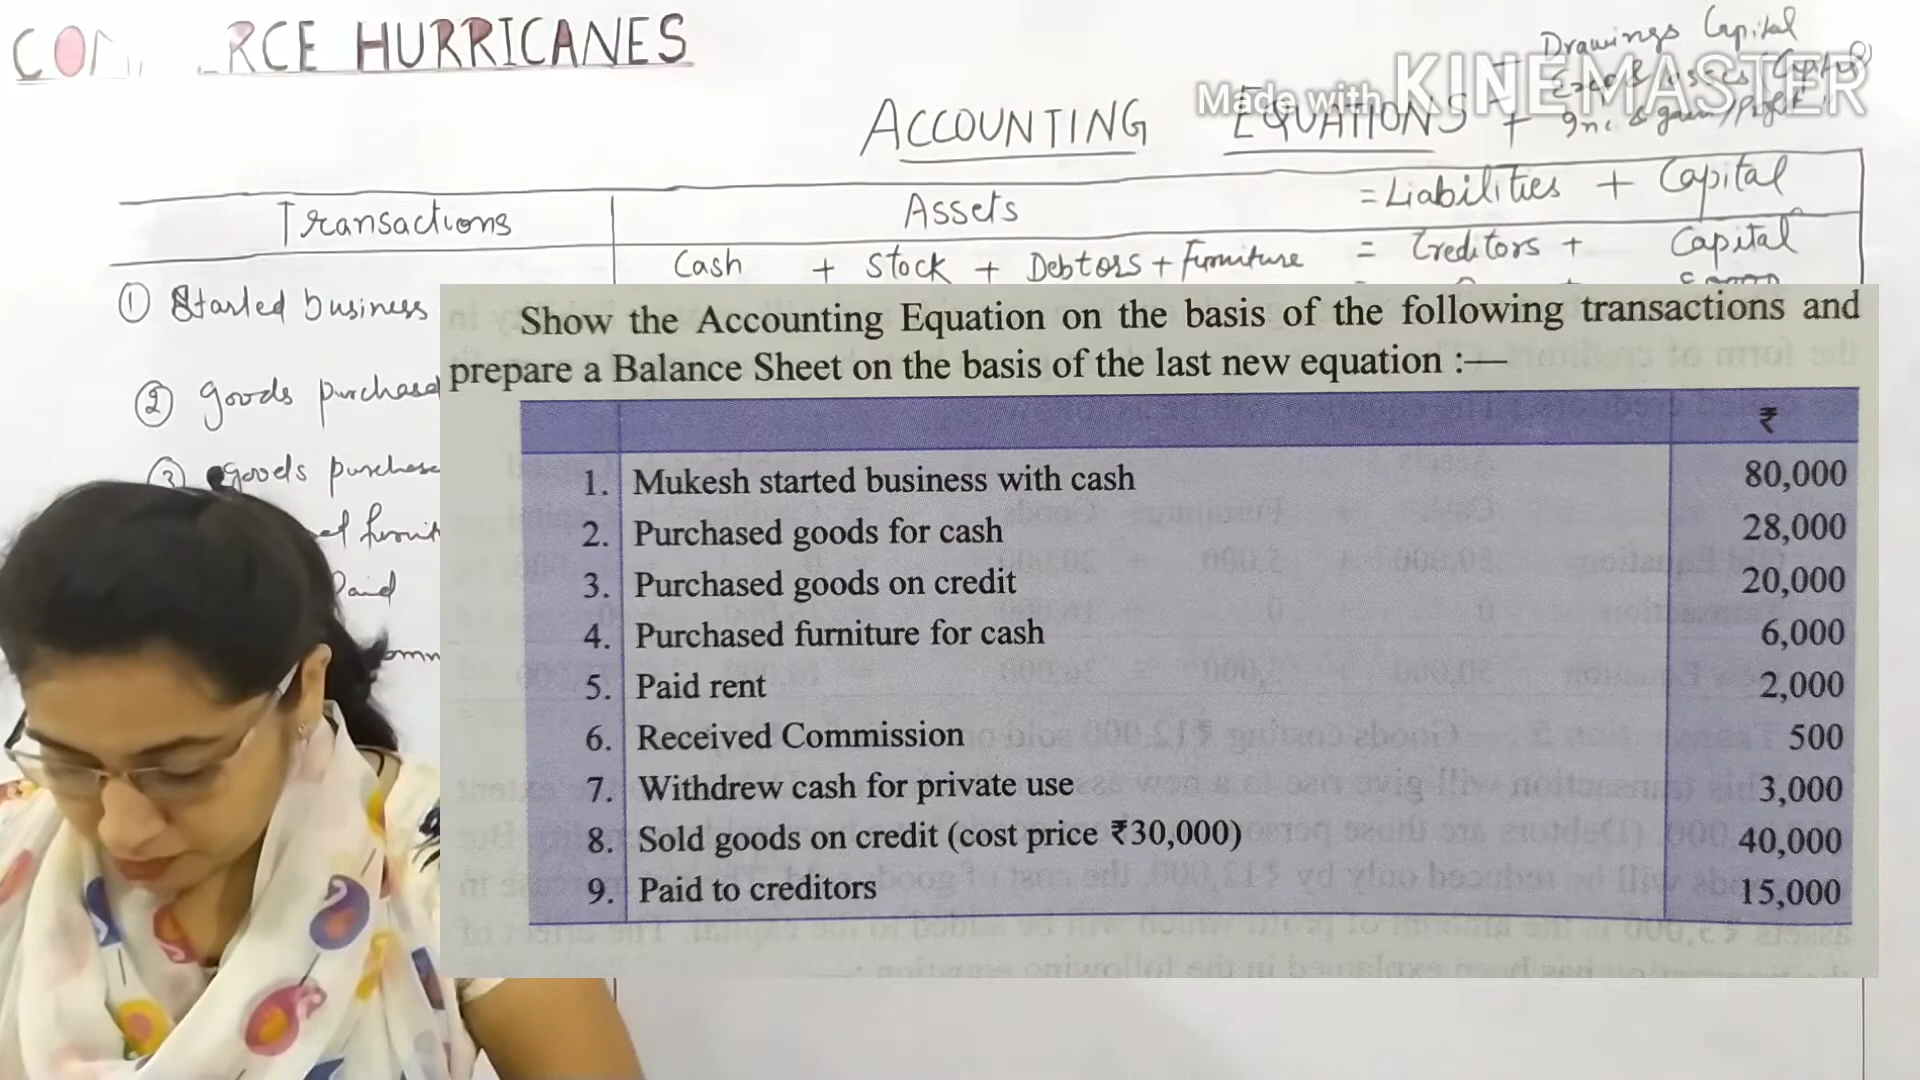 COM RCE HURRICANES
Drawings Capital
Made with KINEMASTER
ACCOUNTING EQUATIONS +
Transactions Assets = Liabilities + Capital
Cash + Stock + Debtors + Furniture = Creditors + Capital
① Started business
② goods purchased
③ goods purchase
Paid
Show the Accounting Equation on the basis of the following transactions and
prepare a Balance Sheet on the basis of the last new equation :—
₹
1. Mukesh started business with cash 80,000
2. Purchased goods for cash 28,000
3. Purchased goods on credit 20,000
4. Purchased furniture for cash 6,000
5. Paid rent 2,000
6. Received Commission 500
7. Withdrew cash for private use 3,000
8. Sold goods on credit (cost price ₹30,000) 40,000
9. Paid to creditors 15,000